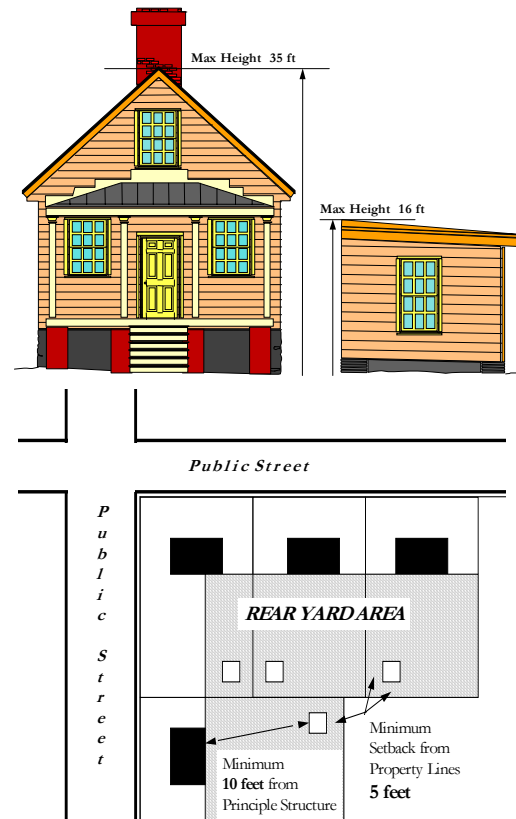 Max Height 35 ft
Max Height 16 ft
Public Street
Public Street
REAR YARD AREA
Minimum
10 feet from
Principle Structure
Minimum
Setback from
Property Lines
5 feet